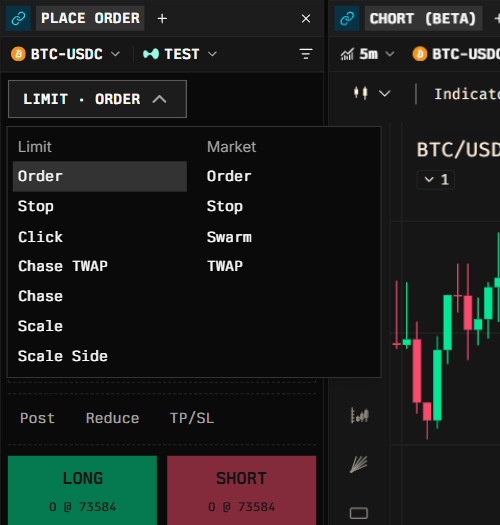 PLACE ORDER + ×
CHORT (BETA)
BTC-USDC TEST
5m BTC-USD
LIMIT · ORDER
Indicato
Limit Market
Order Order
Stop Stop
Click Swarm
Chase TWAP TWAP
Chase
Scale
Scale Side
BTC/USD
1
Post Reduce TP/SL
LONG SHORT
0 @ 73584 0 @ 73584